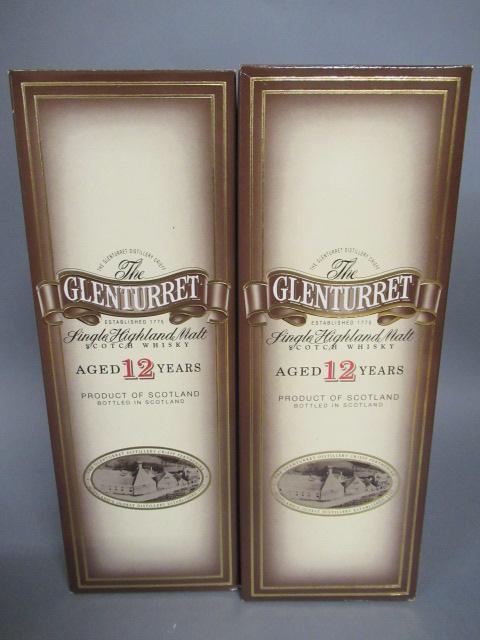 THE GLENTURRET DISTILLERY CRIEFF
The
GLENTURRET
ESTABLISHED 1775
Single Highland Malt
SCOTCH WHISKY
AGED 12 YEARS
PRODUCT OF SCOTLAND
BOTTLED IN SCOTLAND
THE GLENTURRET DISTILLERY CRIEFF
The
GLENTURRET
ESTABLISHED 1775
Single Highland Malt
SCOTCH WHISKY
AGED 12 YEARS
PRODUCT OF SCOTLAND
BOTTLED IN SCOTLAND